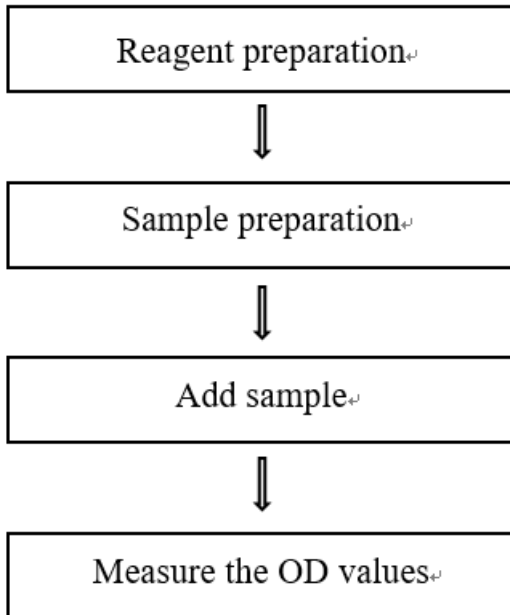 Reagent preparation
Sample preparation
Add sample
Measure the OD values